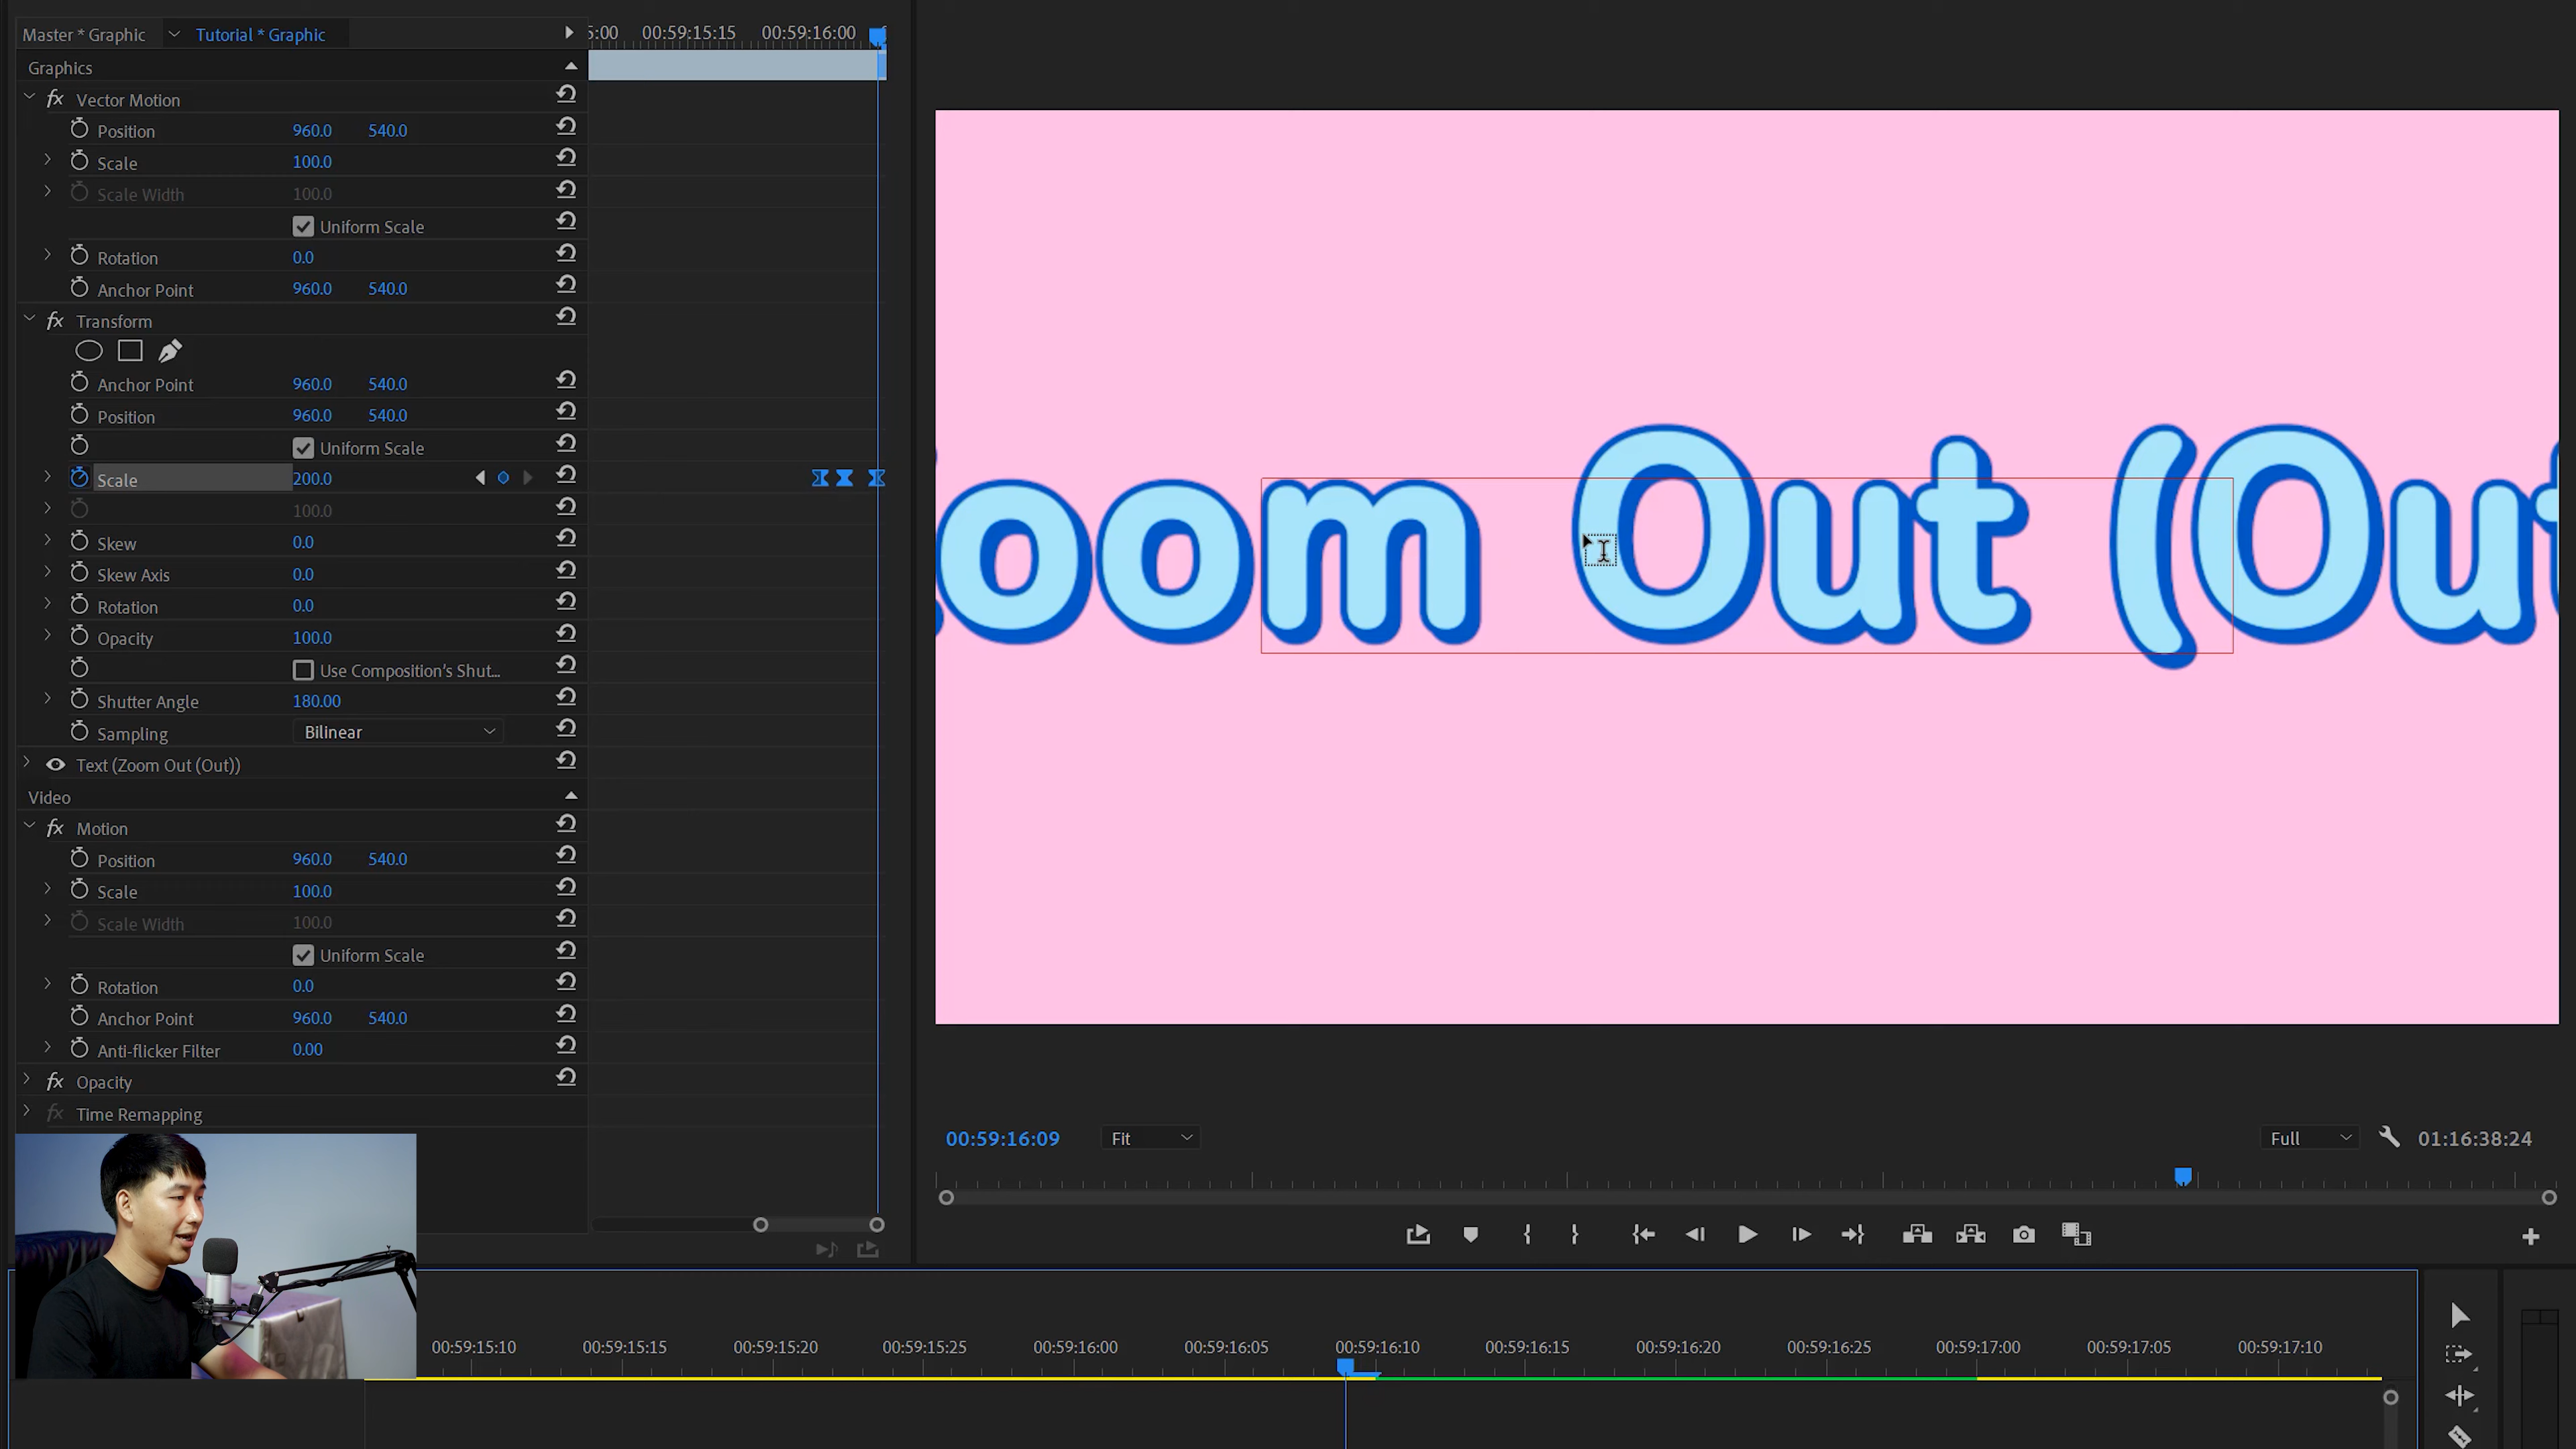 Master * Graphic Tutorial * Graphic
5:00 00:59:15:15 00:59:16:00
Graphics
fx Vector Motion
Position 960.0 540.0
Scale 100.0
Scale Width 100.0
Uniform Scale
Rotation 0.0
Anchor Point 960.0 540.0
fx Transform
Anchor Point 960.0 540.0
Position 960.0 540.0
Uniform Scale
Scale 200.0
100.0
Skew 0.0
Skew Axis 0.0
Rotation 0.0
Opacity 100.0
Use Composition's Shut...
Shutter Angle 180.00
Sampling Bilinear
Text (Zoom Out (Out))
Video
fx Motion
Position 960.0 540.0
Scale 100.0
Scale Width 100.0
Uniform Scale
Rotation 0.0
Anchor Point 960.0 540.0
Anti-flicker Filter 0.00
fx Opacity
fx Time Remapping
oom Out (Out
00:59:16:09 Fit Full 01:16:38:24
00:59:15:10 00:59:15:15 00:59:15:20 00:59:15:25 00:59:16:00 00:59:16:05 00:59:16:10 00:59:16:15 00:59:16:20 00:59:16:25 00:59:17:00 00:59:17:05 00:59:17:10